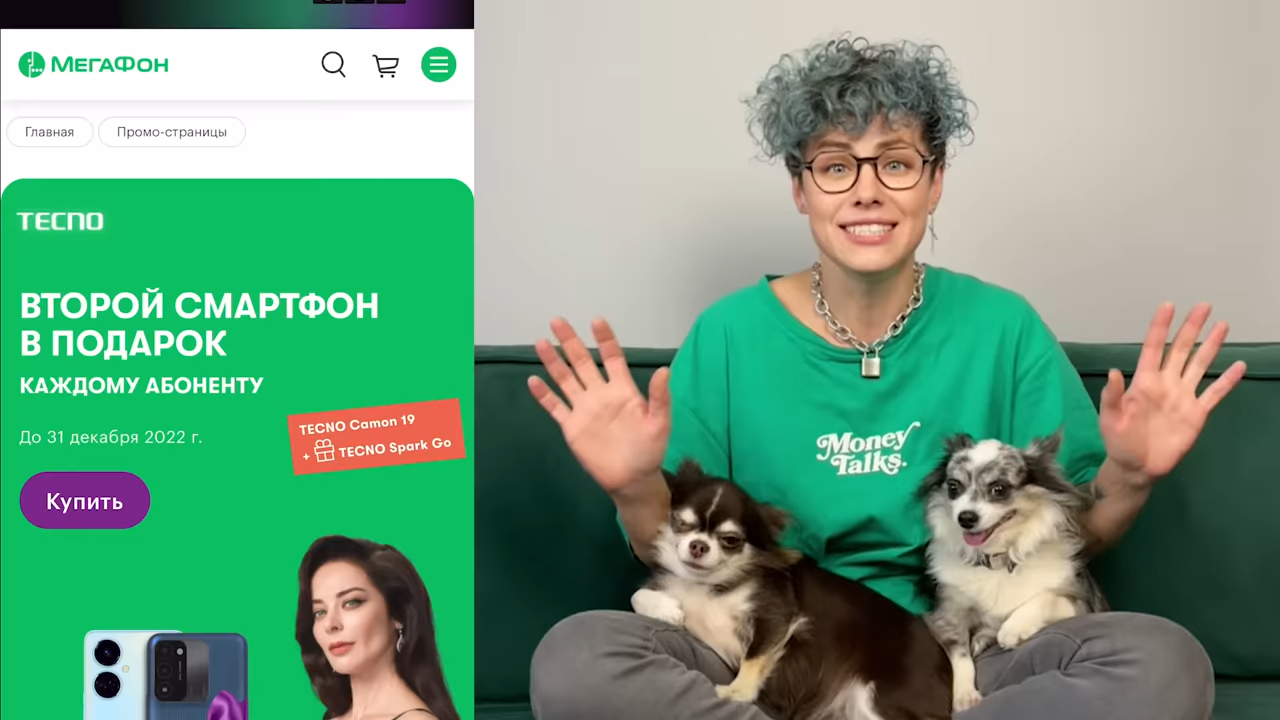 МЕГАФОН
Главная
Промо-страницы
TECNO
ВТОРОЙ СМАРТФОН
В ПОДАРОК
КАЖДОМУ АБОНЕНТУ
TECNO Camon 19
+ TECNO Spark Go
До 31 декабря 2022 г.
Купить
Money
Talks.